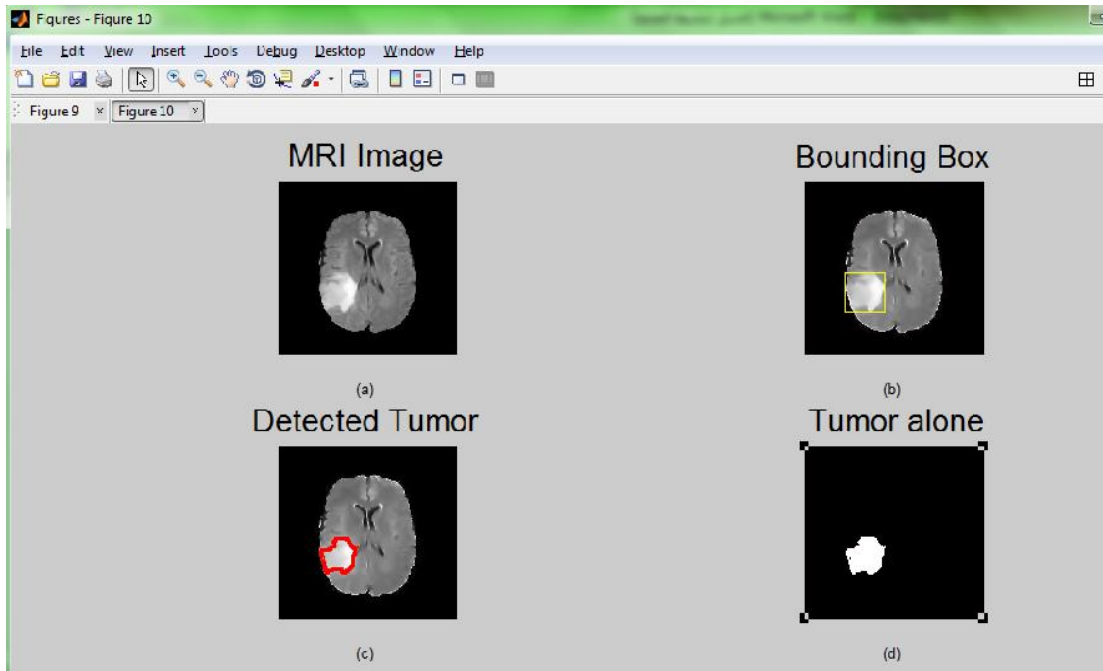 Figures - Figure 10
File Edit View Insert Tools Debug Desktop Window Help
Figure 9 × Figure 10 ×
MRI Image
Bounding Box
(a)
(b)
Detected Tumor
Tumor alone
(c)
(d)